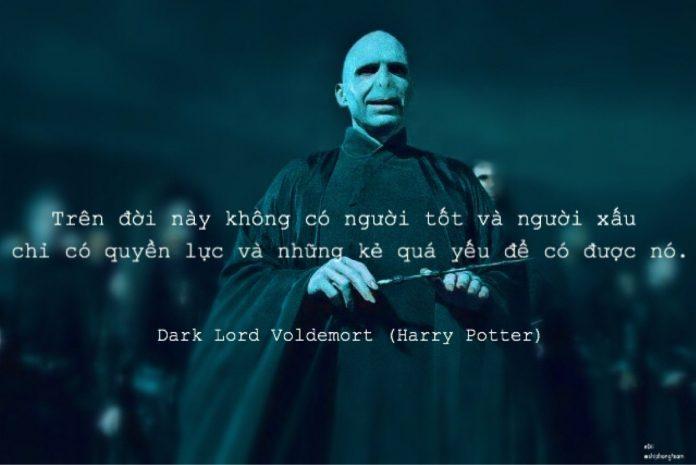 Trên đời này không có người tốt và người xấu
chỉ có quyền lực và những kẻ quá yếu để có được nó.
Dark Lord Voldemort (Harry Potter)